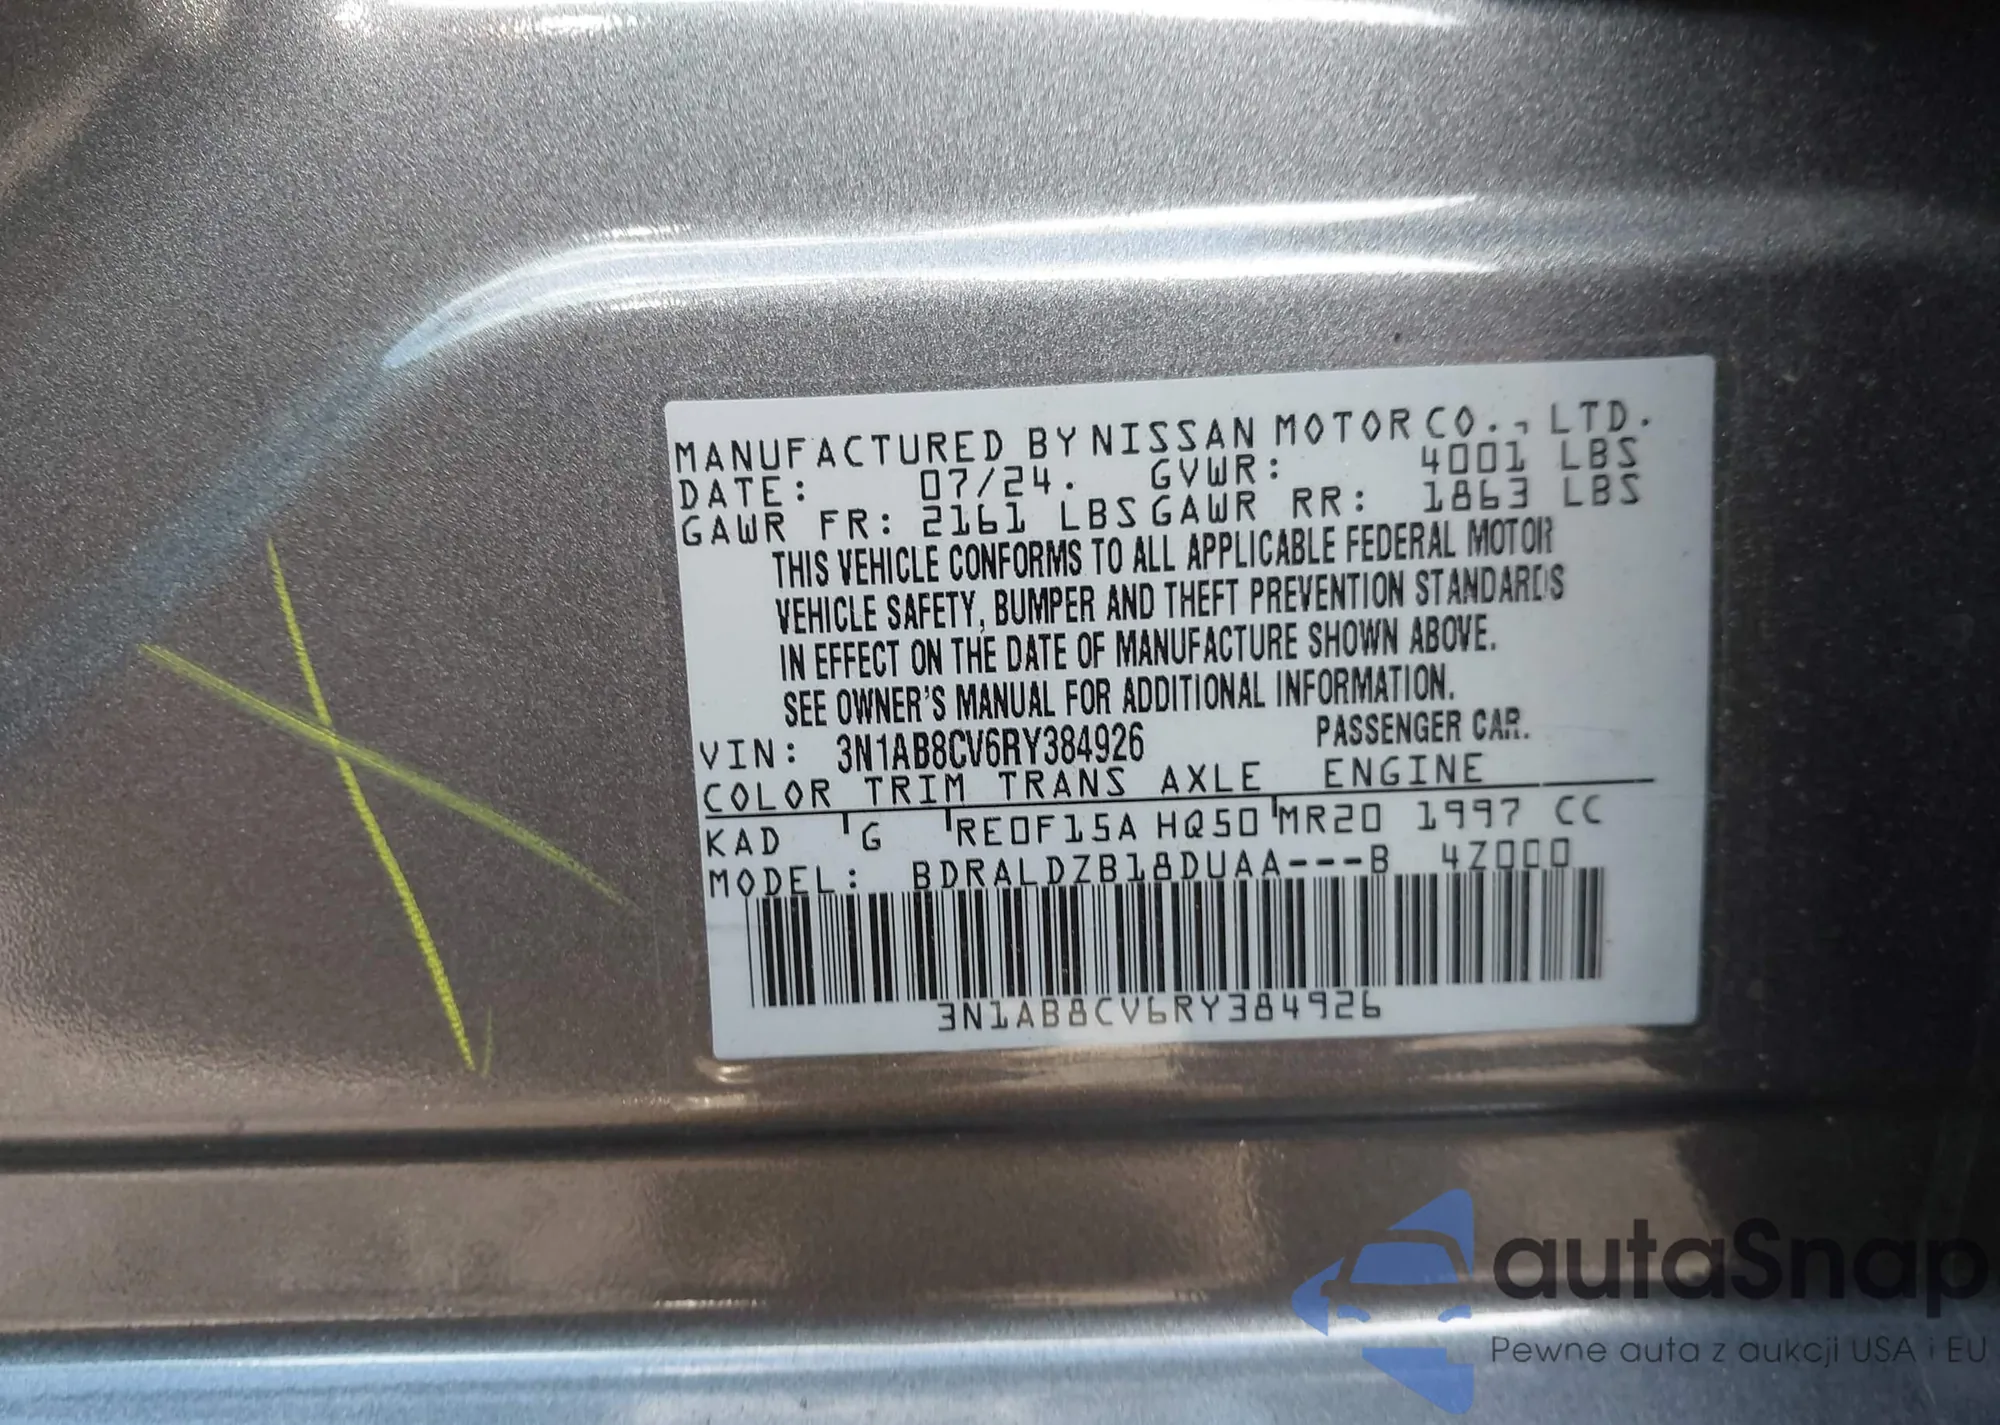 MANUFACTURED BY NISSAN MOTOR CO., LTD.
DATE: 07/24. GVWR: 4001 LBS
GAWR FR: 2161 LBS GAWR RR: 1863 LBS
THIS VEHICLE CONFORMS TO ALL APPLICABLE FEDERAL MOTOR
VEHICLE SAFETY, BUMPER AND THEFT PREVENTION STANDARDS
IN EFFECT ON THE DATE OF MANUFACTURE SHOWN ABOVE.
SEE OWNER'S MANUAL FOR ADDITIONAL INFORMATION.
VIN: 3N1AB8CV6RY384926 PASSENGER CAR.
COLOR TRIM TRANS AXLE ENGINE
KAD G RE0F15A HQ50 MR20 1997 CC
MODEL: BDRALDZB18DUAA---B 4Z000
3N1AB8CV6RY384926
autaSnap
Pewne auta z aukcji USA i EU